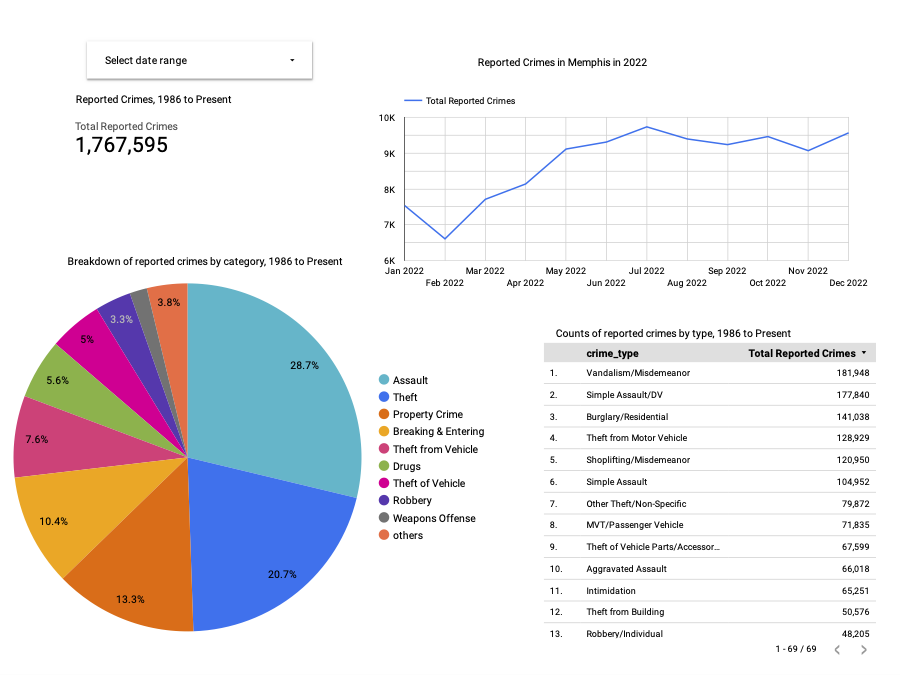 Select date range
Reported Crimes, 1986 to Present
Total Reported Crimes
1,767,595
Reported Crimes in Memphis in 2022
Total Reported Crimes
10K
9K
8K
7K
6K
Jan 2022
Feb 2022
Mar 2022
Apr 2022
May 2022
Jun 2022
Jul 2022
Aug 2022
Sep 2022
Oct 2022
Nov 2022
Dec 2022
Breakdown of reported crimes by category, 1986 to Present
28.7%
20.7%
13.3%
10.4%
7.6%
5.6%
5%
3.3%
3.8%
Assault
Theft
Property Crime
Breaking & Entering
Theft from Vehicle
Drugs
Theft of Vehicle
Robbery
Weapons Offense
others
Counts of reported crimes by type, 1986 to Present
crime_type Total Reported Crimes
1. Vandalism/Misdemeanor 181,948
2. Simple Assault/DV 177,840
3. Burglary/Residential 141,038
4. Theft from Motor Vehicle 128,929
5. Shoplifting/Misdemeanor 120,950
6. Simple Assault 104,952
7. Other Theft/Non-Specific 79,872
8. MVT/Passenger Vehicle 71,835
9. Theft of Vehicle Parts/Accessor... 67,599
10. Aggravated Assault 66,018
11. Intimidation 65,251
12. Theft from Building 50,576
13. Robbery/Individual 48,205
1 - 69 / 69